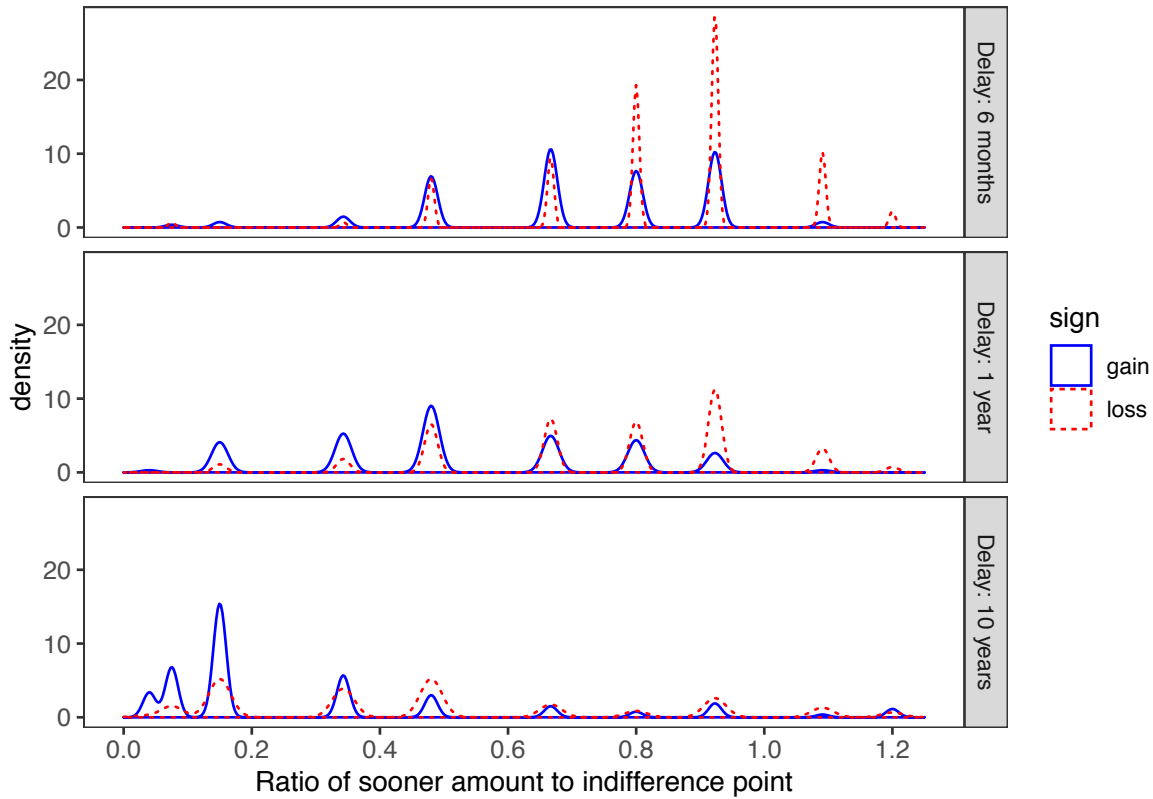 20
10
0
Delay: 6 months
20
10
0
Delay: 1 year
20
10
0
Delay: 10 years
density
0.0 0.2 0.4 0.6 0.8 1.0 1.2
Ratio of sooner amount to indifference point
sign
gain
loss